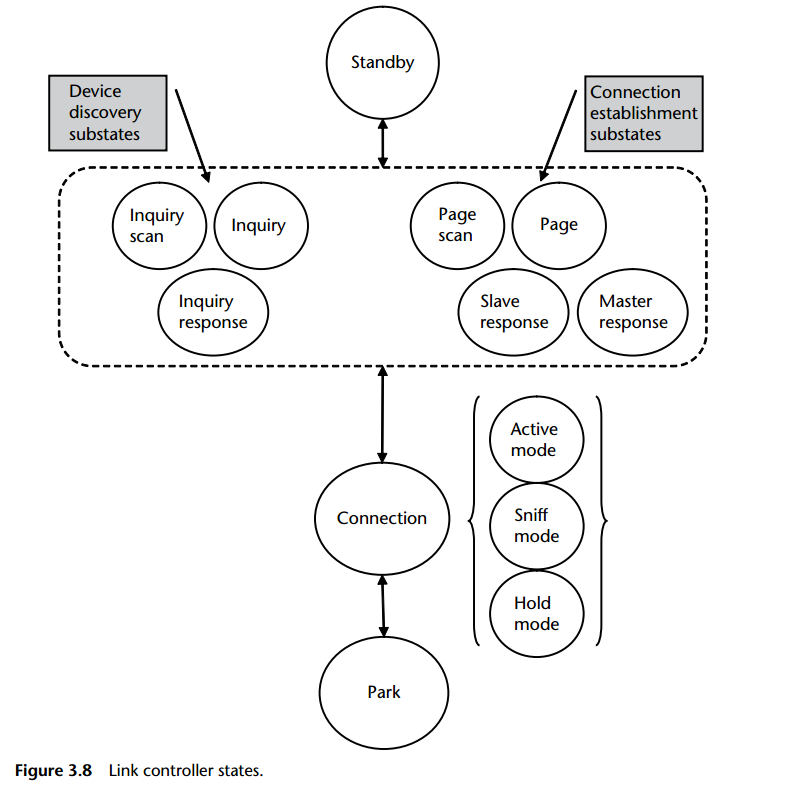 Standby
Device
discovery
substates
Connection
establishment
substates
Inquiry
scan
Inquiry
Page
scan
Page
Inquiry
response
Slave
response
Master
response
Active
mode
Connection
Sniff
mode
Hold
mode
Park
Figure 3.8 Link controller states.